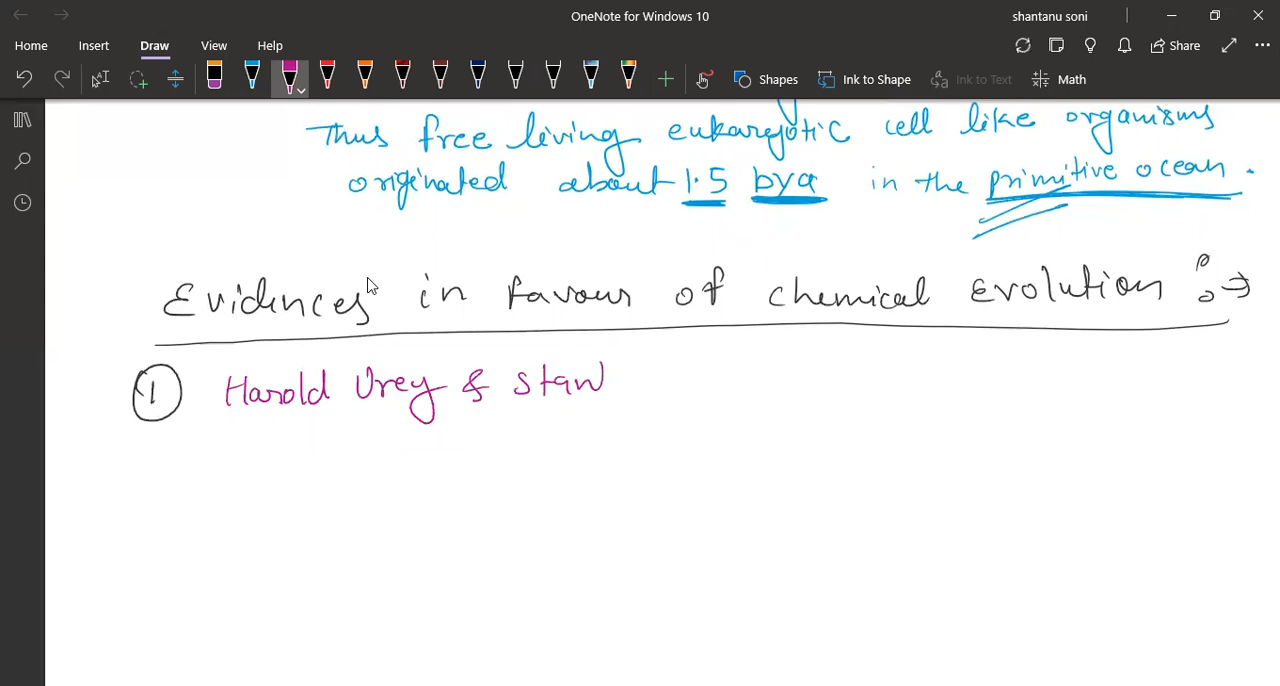 OneNote for Windows 10
shantanu soni
Home Insert Draw View Help
Share
Shapes Ink to Shape Ink to Text Math
Thus free living eukaryotic cell like organisms
originated about 1.5 bya in the primitive ocean.
Evidences in favour of chemical Evolution :→
1 Harold Urey & Stan